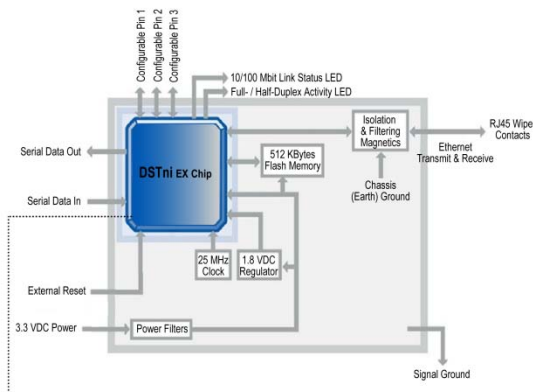 Configurable Pin 1
Configurable Pin 2
Configurable Pin 3
10/100 Mbit Link Status LED
Full- / Half-Duplex Activity LED
Isolation
& Filtering
Magnetics
RJ45 Wipe
Contacts
Ethernet
Transmit & Receive
Serial Data Out
DSTni EX Chip
512 KBytes
Flash Memory
Chassis
(Earth) Ground
Serial Data In
25 MHz
Clock
1.8 VDC
Regulator
External Reset
3.3 VDC Power
Power Filters
Signal Ground